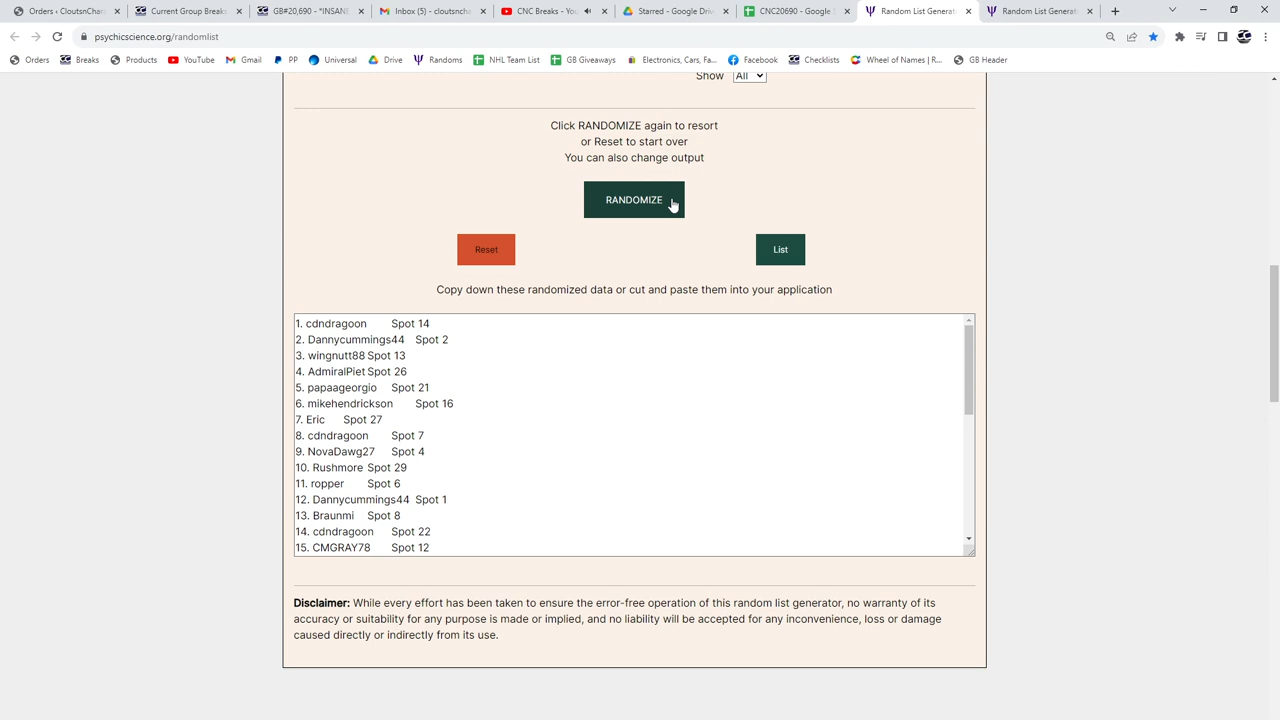 Orders ‹ CloutsnChar
Current Group Breaks
GB#20,690 - *INSANE
Inbox (5) - cloutsnchar
CNC Breaks - You
Starred - Google Drive
CNC20690 - Google S
Random List Generat
Random List Generat
psychicscience.org/randomlist
Orders
Breaks
Products
YouTube
Gmail
PP
Universal
Drive
Randoms
NHL Team List
GB Giveaways
Electronics, Cars, Fa...
Facebook
Checklists
Wheel of Names | R...
GB Header
Show All
Click RANDOMIZE again to resort
or Reset to start over
You can also change output
RANDOMIZE
Reset
List
Copy down these randomized data or cut and paste them into your application
1. cdndragoon Spot 14
2. Dannycummings44 Spot 2
3. wingnutt88 Spot 13
4. AdmiralPiet Spot 26
5. papaageorgio Spot 21
6. mikehendrickson Spot 16
7. Eric Spot 27
8. cdndragoon Spot 7
9. NovaDawg27 Spot 4
10. Rushmore Spot 29
11. ropper Spot 6
12. Dannycummings44 Spot 1
13. Braunmi Spot 8
14. cdndragoon Spot 22
15. CMGRAY78 Spot 12
Disclaimer: While every effort has been taken to ensure the error-free operation of this random list generator, no warranty of its
accuracy or suitability for any purpose is made or implied, and no liability will be accepted for any inconvenience, loss or damage
caused directly or indirectly from its use.